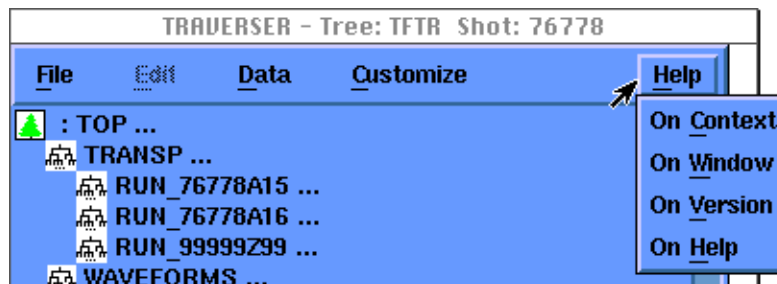 TRAVERSER – Tree: TFTR Shot: 76778
File Edit Data Customize Help
On Context
On Window
On Version
On Help
: TOP ...
TRANSP ...
RUN_76778A15 ...
RUN_76778A16 ...
RUN_99999Z99 ...
WAVEFORMS ...